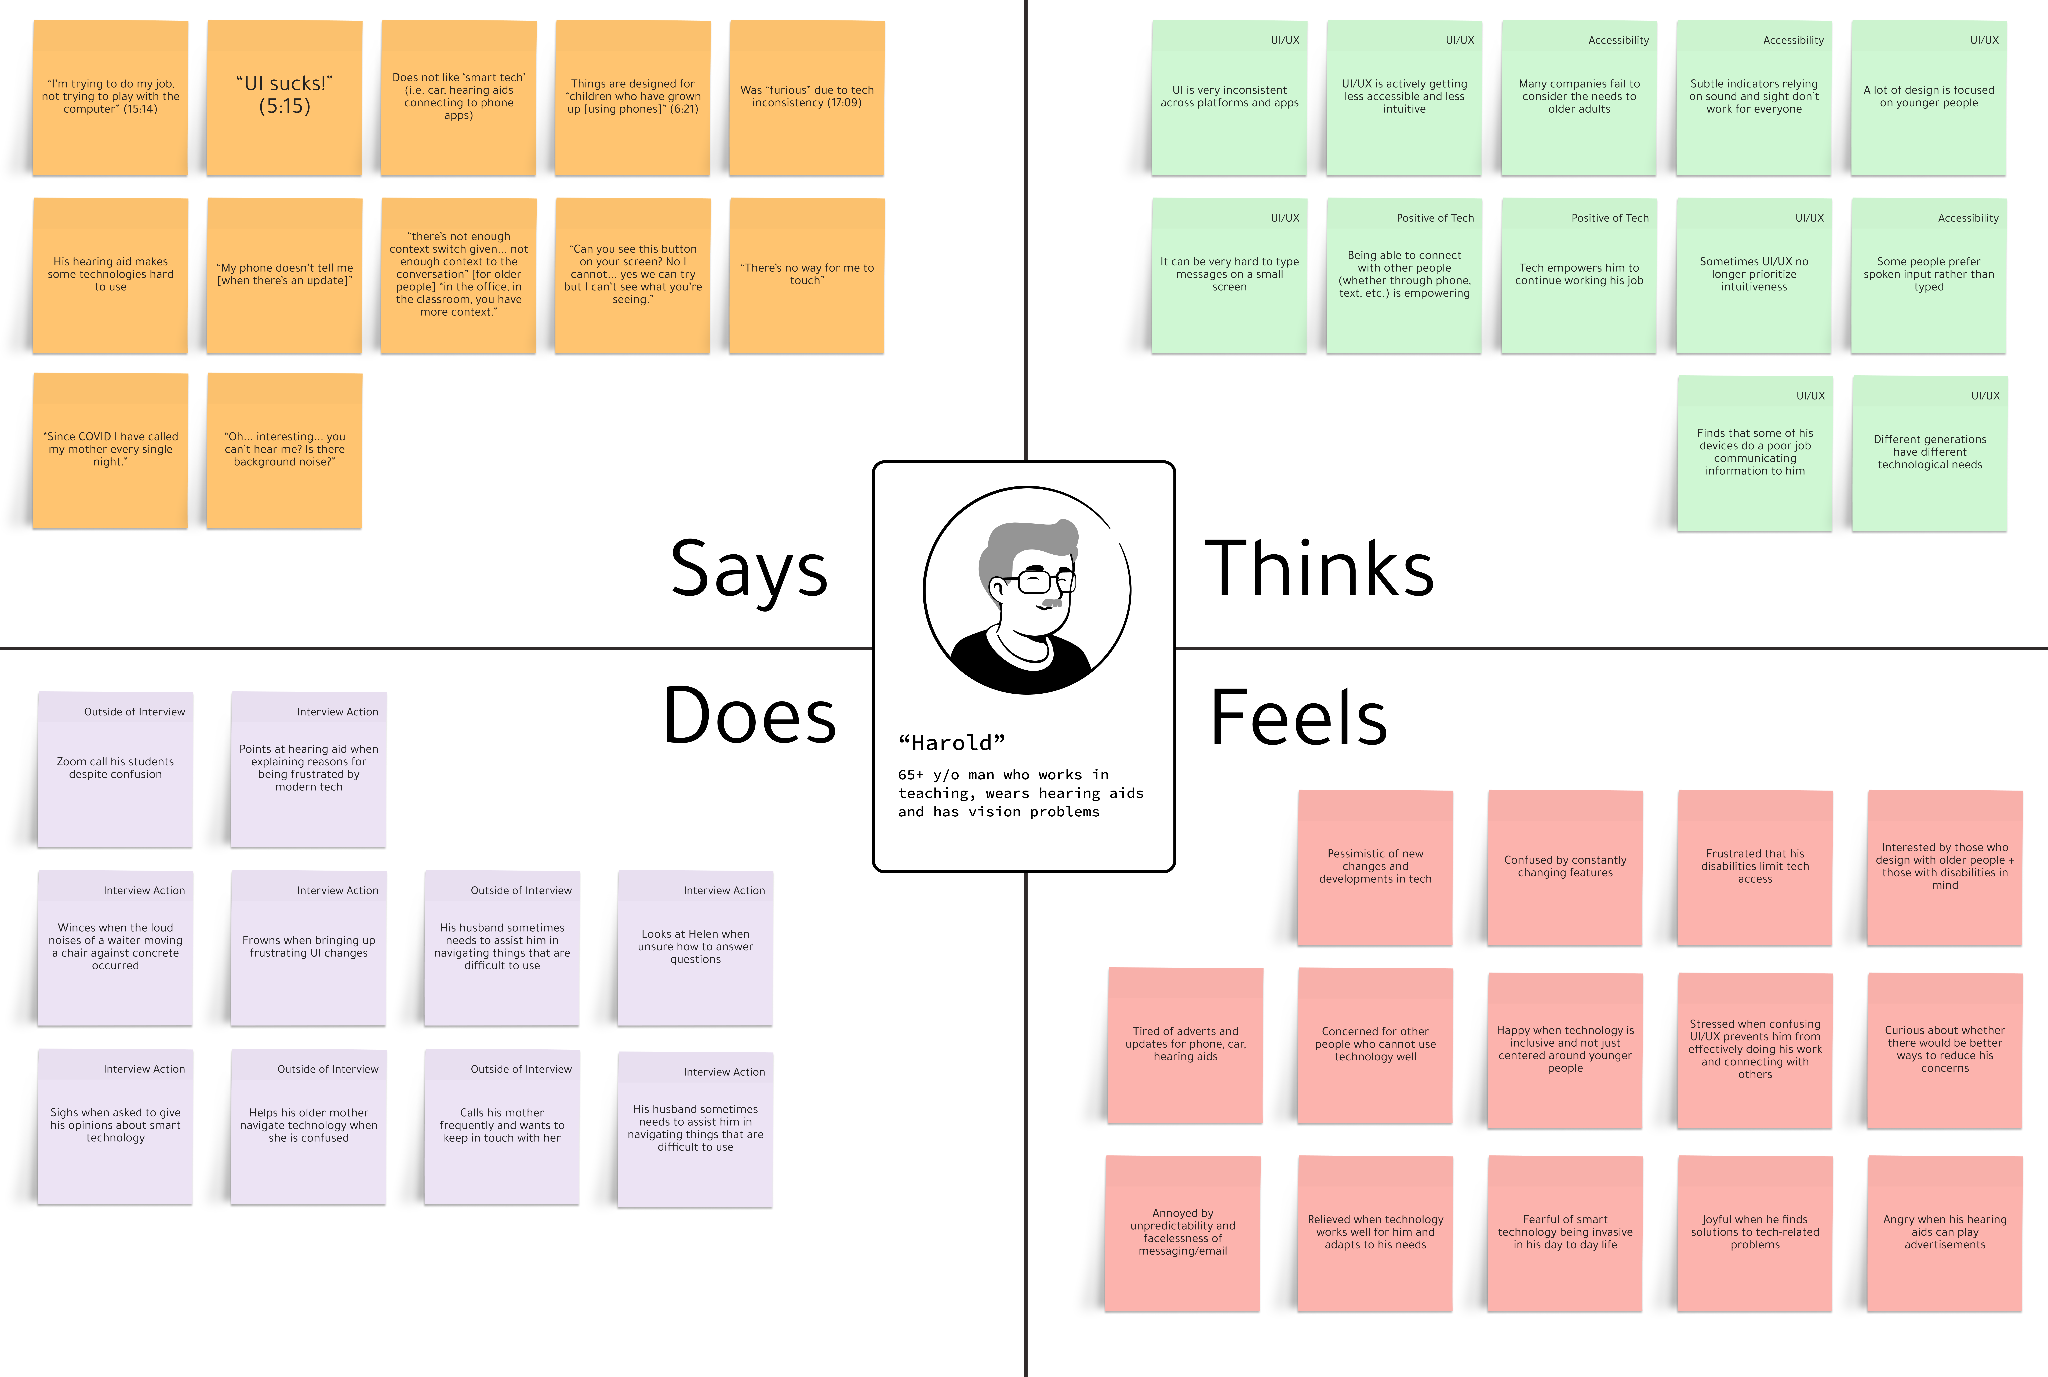 “I'm trying to do my job,
not trying to play with the
computer” (15:14)
“UI sucks!”
(5:15)
Does not like ‘smart tech’
(i.e. car, hearing aids
connecting to phone
apps)
Things are designed for
“children who have grown
up [using phones]” (6:21)
Was “furious” due to tech
inconsistency (17:09)
His hearing aid makes
some technologies hard
to use
“My phone doesn't tell me
[when there's an update]”
“there's not enough
context switch given... not
enough context to the
conversation” [for older
people] “in the office, in
the classroom, you have
more context.”
“Can you see this button
on your screen? No I
cannot... yes we can try
but I can't see what you're
seeing.”
“There's no way for me to
touch”
“Since COVID I have called
my mother every single
night.”
“Oh... interesting... you
can't hear me? Is there
background noise?”
Says
UI/UX
UI is very inconsistent
across platforms and apps
UI/UX
UI/UX is actively getting
less accessible and less
intuitive
Accessibility
Many companies fail to
consider the needs to
older adults
Accessibility
Subtle indicators relying
on sound and sight don't
work for everyone
UI/UX
A lot of design is focused
on younger people
UI/UX
It can be very hard to type
messages on a small
screen
Positive of Tech
Being able to connect
with other people
(whether through phone,
text, etc.) is empowering
Positive of Tech
Tech empowers him to
continue working his job
UI/UX
Sometimes UI/UX no
longer prioritize
intuitiveness
Accessibility
Some people prefer
spoken input rather than
typed
UI/UX
Finds that some of his
devices do a poor job
communicating
information to him
UI/UX
Different generations
have different
technological needs
Thinks
“Harold”
65+ y/o man who works in
teaching, wears hearing aids
and has vision problems
Does
Outside of Interview
Zoom call his students
despite confusion
Interview Action
Points at hearing aid when
explaining reasons for
being frustrated by
modern tech
Interview Action
Winces when the loud
noises of a waiter moving
a chair against concrete
occurred
Interview Action
Frowns when bringing up
frustrating UI changes
Outside of Interview
His husband sometimes
needs to assist him in
navigating things that are
difficult to use
Interview Action
Looks at Helen when
unsure how to answer
questions
Interview Action
Sighs when asked to give
his opinions about smart
technology
Outside of Interview
Helps his older mother
navigate technology when
she is confused
Outside of Interview
Calls his mother
frequently and wants to
keep in touch with her
Interview Action
His husband sometimes
needs to assist him in
navigating things that are
difficult to use
Feels
Pessimistic of new
changes and
developments in tech
Confused by constantly
changing features
Frustrated that his
disabilities limit tech
access
Interested by those who
design with older people +
those with disabilities in
mind
Tired of adverts and
updates for phone, car,
hearing aids
Concerned for other
people who cannot use
technology well
Happy when technology is
inclusive and not just
centered around younger
people
Stressed when confusing
UI/UX prevents him from
effectively doing his work
and connecting with
others
Curious about whether
there would be better
ways to reduce his
concerns
Annoyed by
unpredictability and
facelessness of
messaging/email
Relieved when technology
works well for him and
adapts to his needs
Fearful of smart
technology being invasive
in his day to day life
Joyful when he finds
solutions to tech-related
problems
Angry when his hearing
aids can play
advertisements